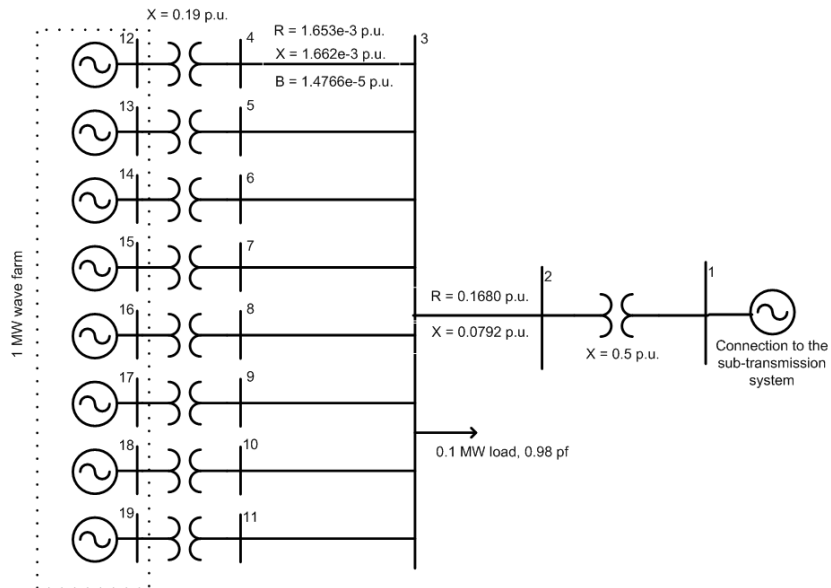 X = 0.19 p.u.
12
4
R = 1.653e-3 p.u.
3
X = 1.662e-3 p.u.
B = 1.4766e-5 p.u.
13
5
14
6
15
7
1 MW wave farm
2
1
R = 0.1680 p.u.
16
8
X = 0.0792 p.u.
X = 0.5 p.u.
Connection to the
sub-transmission
system
17
9
18
10
0.1 MW load, 0.98 pf
19
11